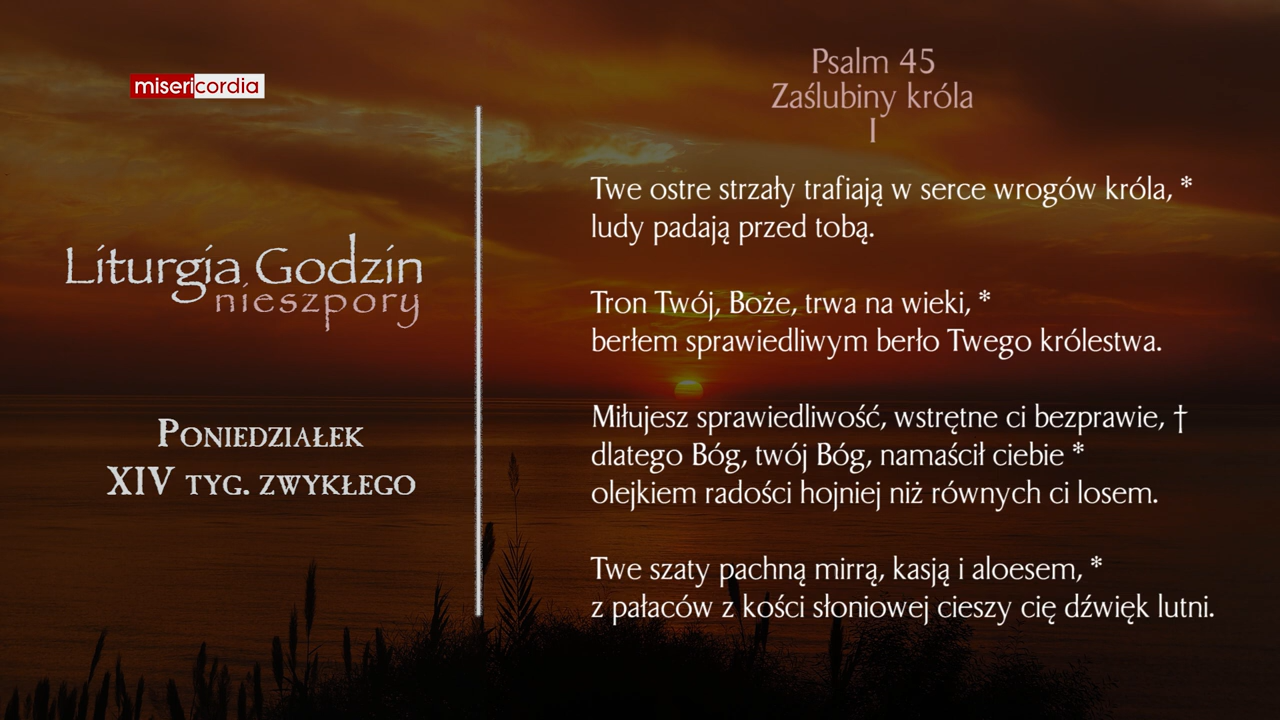 misericordia
Liturgia Godzin
nieszpory
Poniedziałek
XIV tyg. zwykłego
Psalm 45
Zaślubiny króla
I
Twe ostre strzały trafiają w serce wrogów króla, *
ludy padają przed tobą.
Tron Twój, Boże, trwa na wieki, *
berłem sprawiedliwym berło Twego królestwa.
Miłujesz sprawiedliwość, wstrętne ci bezprawie, †
dlatego Bóg, twój Bóg, namaścił ciebie *
olejkiem radości hojniej niż równych ci losem.
Twe szaty pachną mirrą, kasją i aloesem, *
z pałaców z kości słoniowej cieszy cię dźwięk lutni.